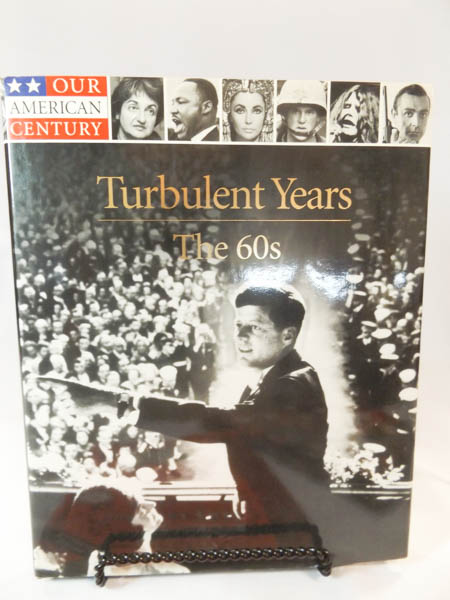 OUR
AMERICAN
CENTURY
Turbulent Years
The 60s